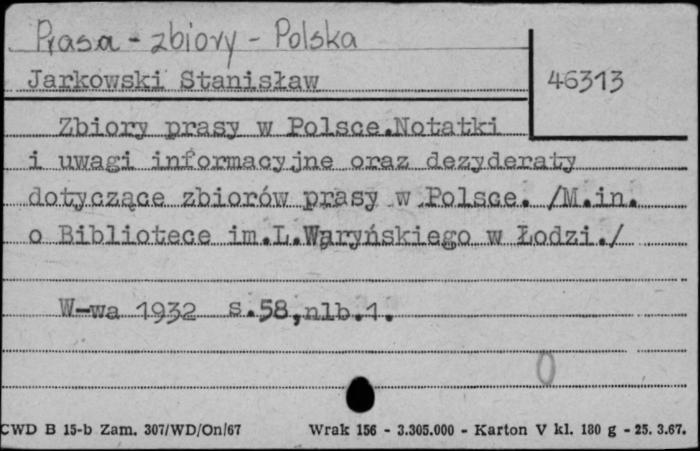 Prasa - zbiory - Polska
Jarkowski Stanisław
46313
Zbiory prasy w Polsce.Notatki
i uwagi informacyjne oraz dezyderaty
dotyczące zbiorów prasy w Polsce. /M.in.
o Bibliotece im.L.Waryńskiego w Łodzi./
W-wa 1932 s.58,nlb.1.
0
CWD B 15-b Zam. 307/WD/On/67 Wrak 156 - 3.305.000 - Karton V kl. 180 g - 25. 3.67.